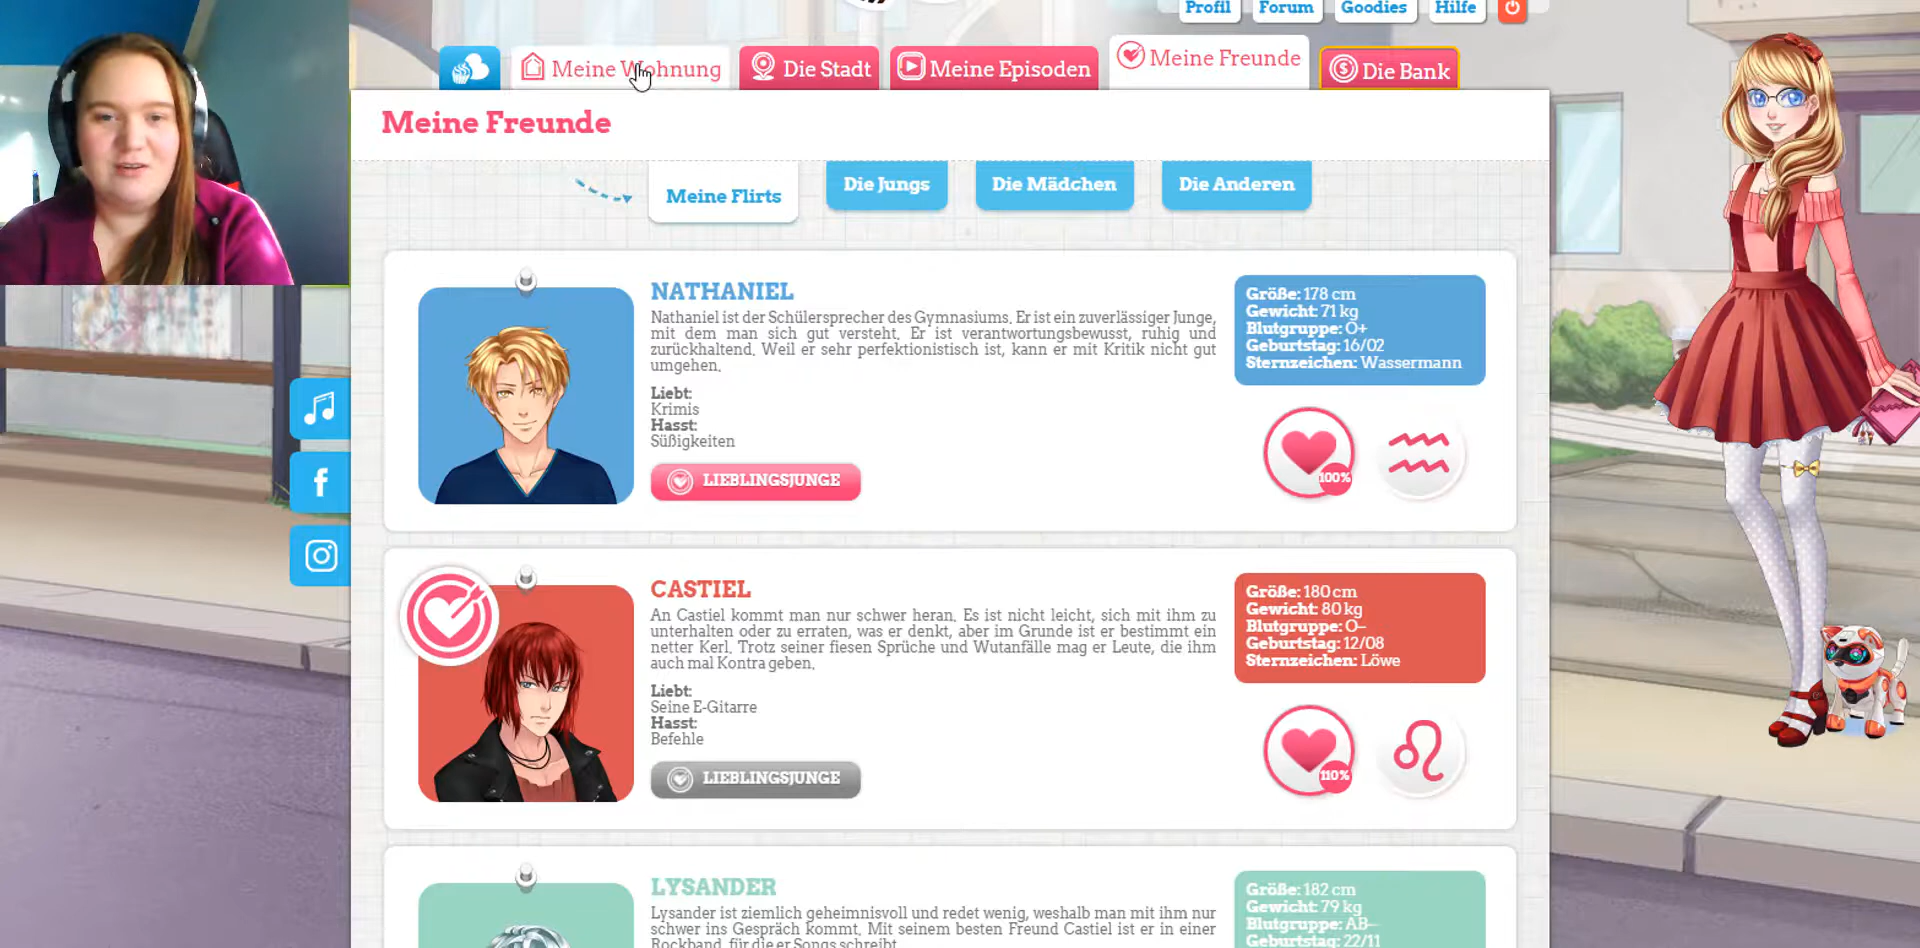 Profil
Forum
Goodies
Hilfe
Meine Wohnung
Die Stadt
Meine Episoden
Meine Freunde
Die Bank
Meine Freunde
Meine Flirts
Die Jungs
Die Mädchen
Die Anderen
NATHANIEL
Nathaniel ist der Schülersprecher des Gymnasiums. Er ist ein zuverlässiger Junge,
mit dem man sich gut versteht. Er ist verantwortungsbewusst, ruhig und
zurückhaltend. Weil er sehr perfektionistisch ist, kann er mit Kritik nicht gut
umgehen.
Liebt:
Krimis
Hasst:
Süßigkeiten
LIEBLINGSJUNGE
Größe: 178 cm
Gewicht: 71 kg
Blutgruppe: O+
Geburtstag: 16/02
Sternzeichen: Wassermann
100%
CASTIEL
An Castiel kommt man nur schwer heran. Es ist nicht leicht, sich mit ihm zu
unterhalten oder zu erraten, was er denkt, aber im Grunde ist er bestimmt ein
netter Kerl. Trotz seiner fiesen Sprüche und Wutanfälle mag er Leute, die ihm
auch mal Kontra geben.
Liebt:
Seine E-Gitarre
Hasst:
Befehle
LIEBLINGSJUNGE
Größe: 180 cm
Gewicht: 80 kg
Blutgruppe: O-
Geburtstag: 12/08
Sternzeichen: Löwe
110%
LYSANDER
Lysander ist ziemlich geheimnisvoll und redet wenig, weshalb man mit ihm nur
schwer ins Gespräch kommt. Mit seinem besten Freund Castiel ist er in einer
Rockband, für die er Songs schreibt.
Größe: 182 cm
Gewicht: 79 kg
Blutgruppe: AB-
Geburtstag: 22/11